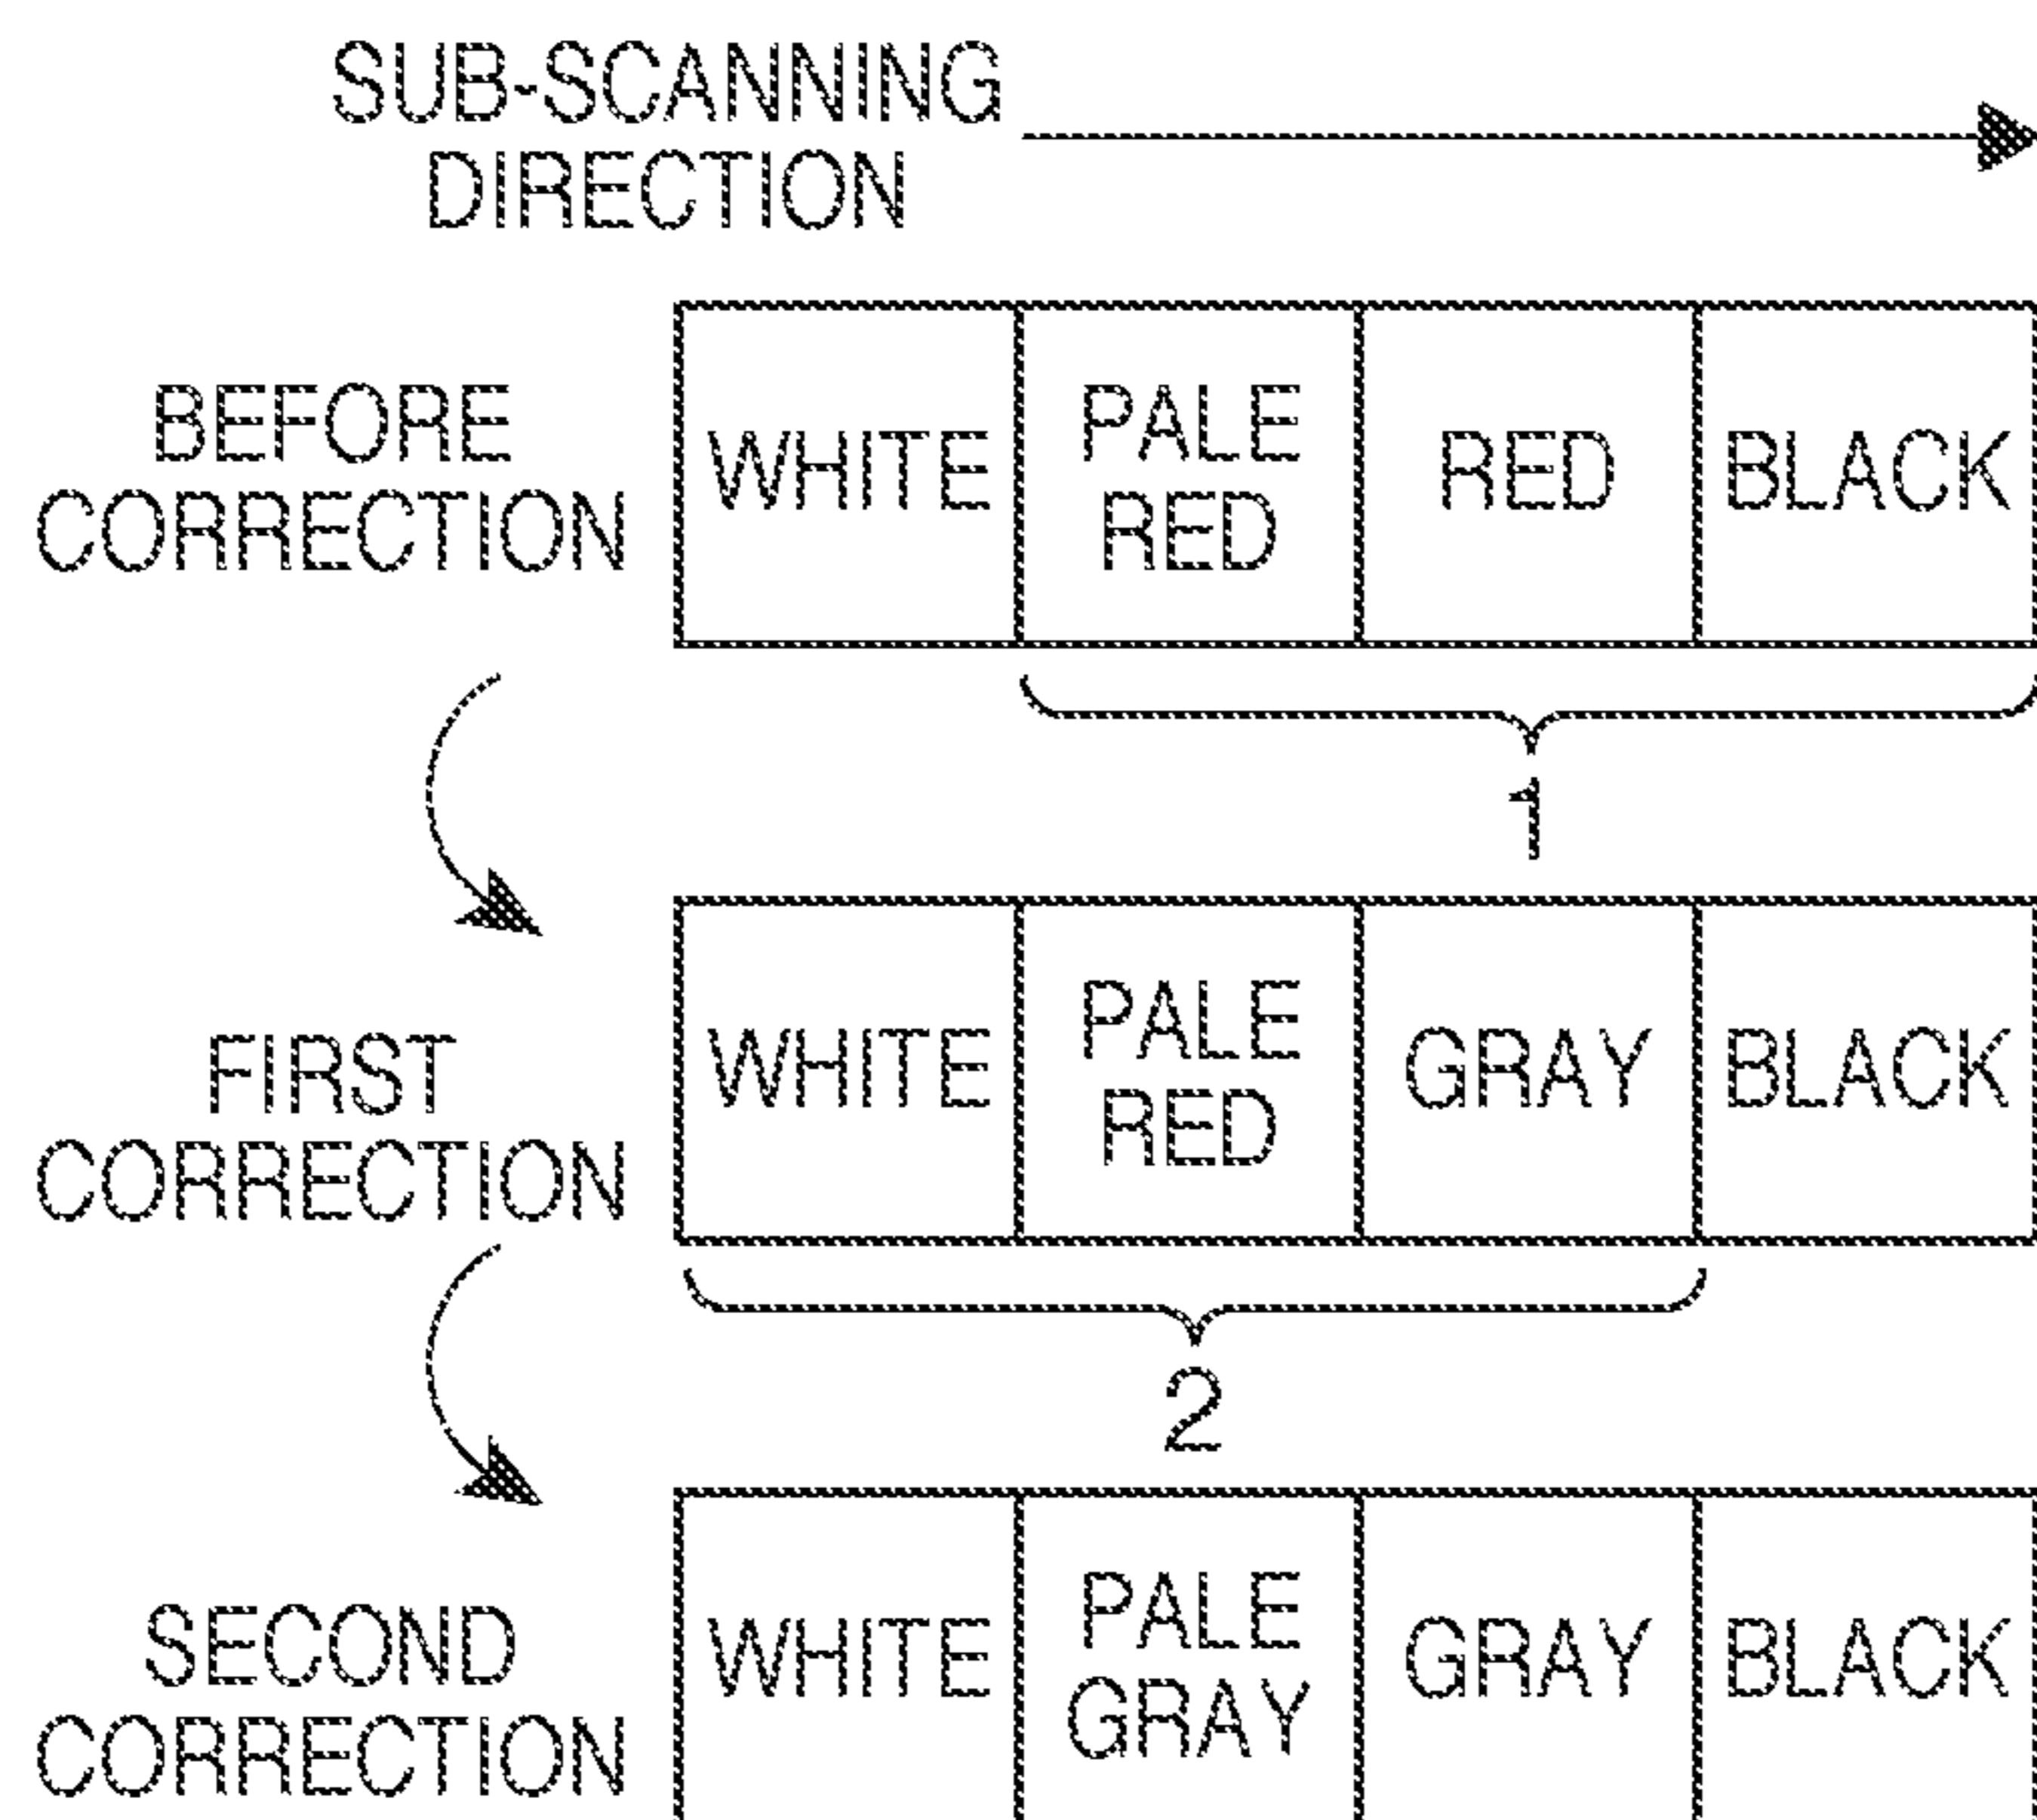 SUB-SCANNING
DIRECTION
BEFORE
CORRECTION
WHITE
PALE
RED
RED
BLACK
1
FIRST
CORRECTION
WHITE
PALE
RED
GRAY
BLACK
2
SECOND
CORRECTION
WHITE
PALE
GRAY
GRAY
BLACK